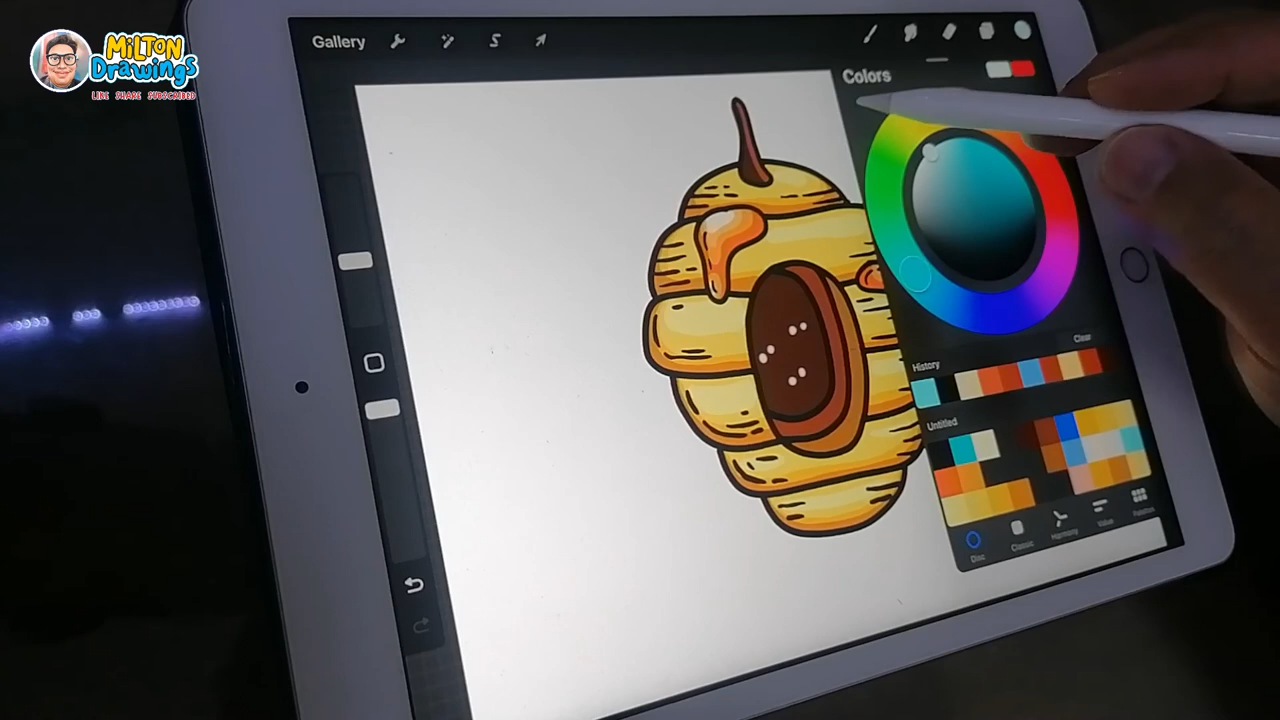 MiLTON
Drawings
LIKE SHARE SUBSCRIBED
Gallery
Colors
Clear
History
Untitled
Disc
Classic
Harmony
Value
Palettes